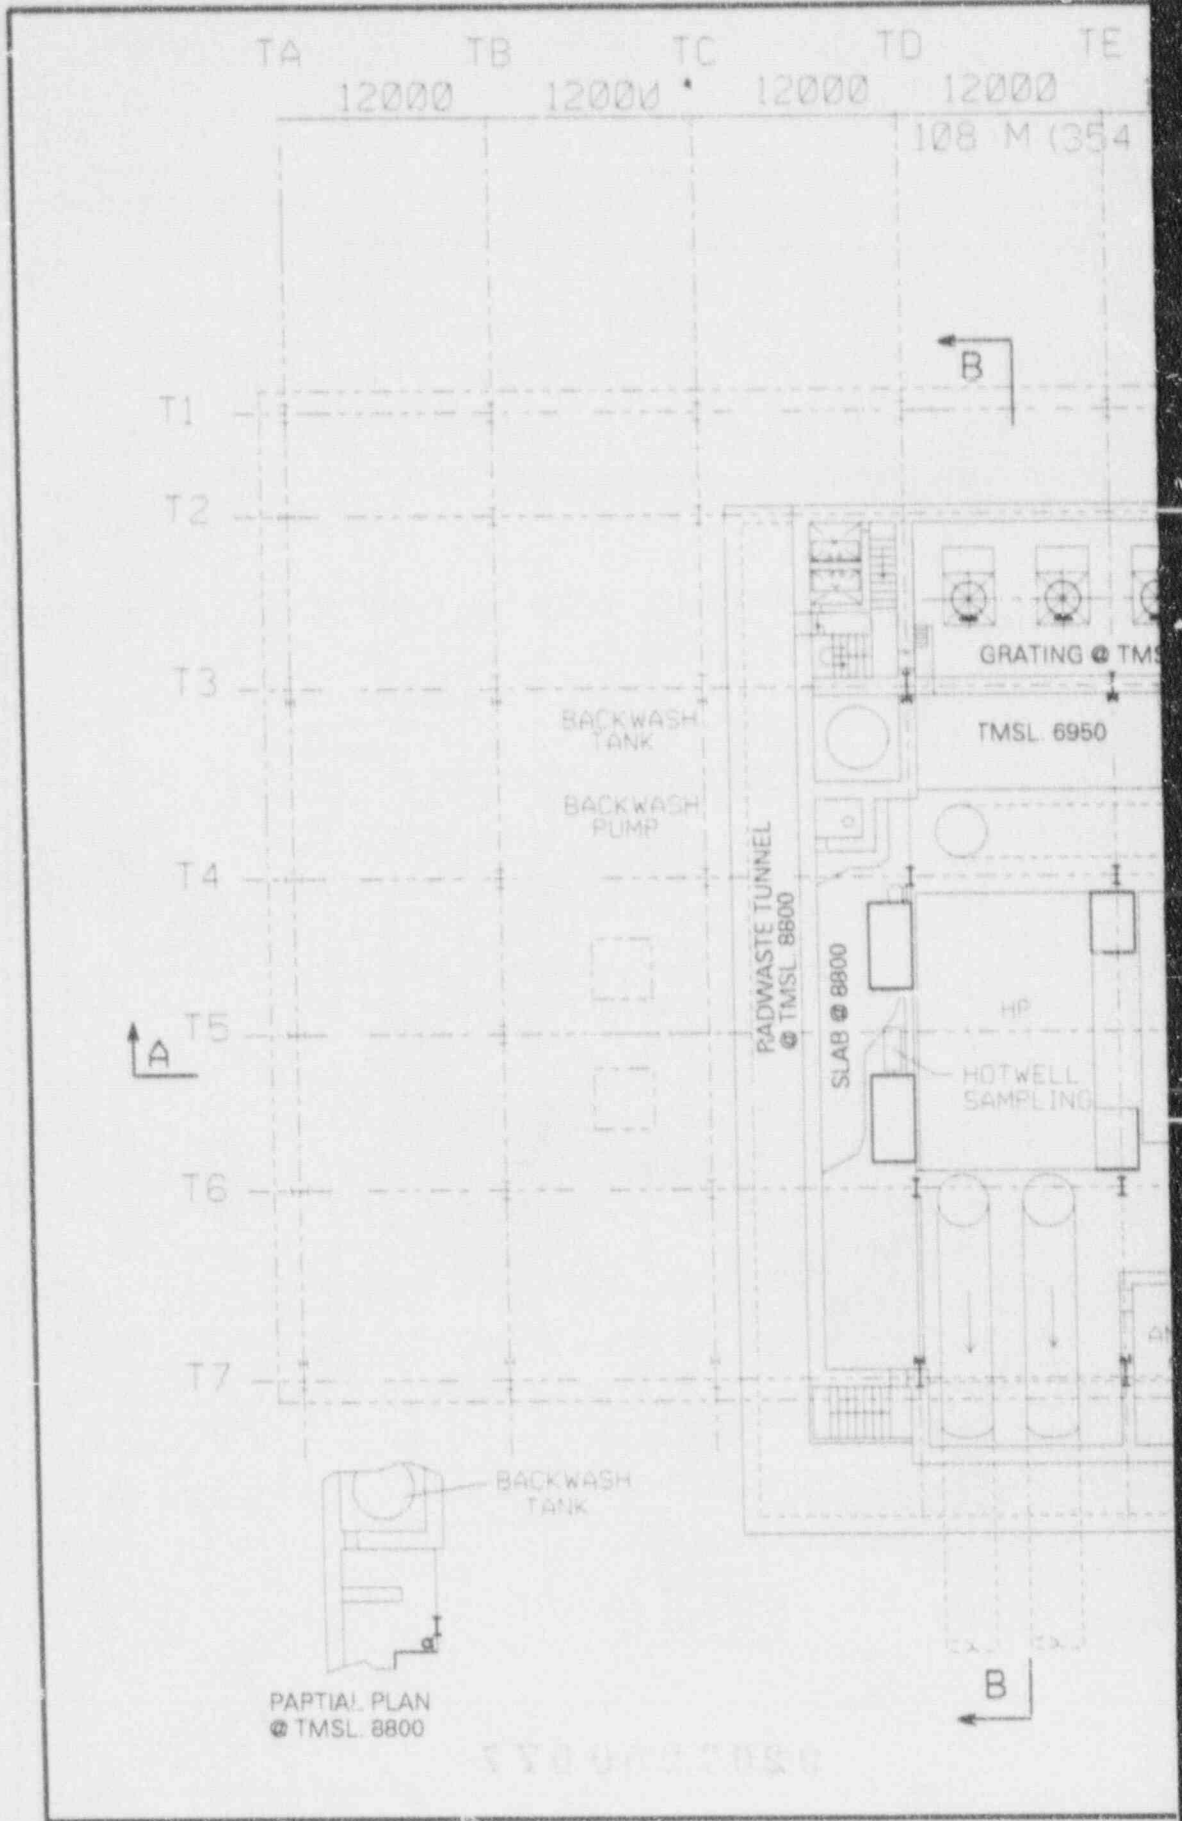 TA TB TC TD TE
12000 12000 12000 12000
108 M (354
B
T1
T2
GRATING @ TMS
T3
BACKWASH
TANK
TMSL. 6950
BACKWASH
PUMP
T4
RADWASTE TUNNEL
@ TMSL. 8800
SLAB @ 8800
HP
T5
A
HOTWELL
SAMPLING
T6
AN
T7
BACKWASH
TANK
a
B
PARTIAL PLAN
@ TMSL. 8800